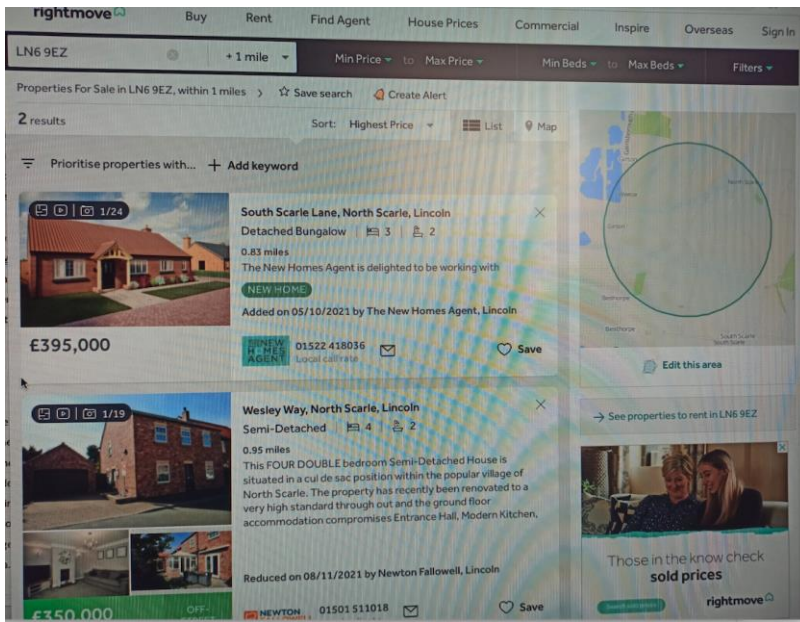 rightmove
Buy Rent Find Agent House Prices Commercial Inspire Overseas Sign In
LN6 9EZ + 1 mile Min Price to Max Price Min Beds to Max Beds Filters
Properties For Sale in LN6 9EZ, within 1 miles > Save search Create Alert
2 results Sort: Highest Price List Map
Prioritise properties with... + Add keyword
1/24
South Scarle Lane, North Scarle, Lincoln
Detached Bungalow 3 2
0.83 miles
The New Homes Agent is delighted to be working with
NEW HOME
Added on 05/10/2021 by The New Homes Agent, Lincoln
£395,000
NEW
HOMES
AGENT
01522 418036
Local call rate
Save
North Scarle
Besthorpe
South Scarle
Edit this area
1/19
Wesley Way, North Scarle, Lincoln
Semi-Detached 4 2
0.95 miles
This FOUR DOUBLE bedroom Semi-Detached House is
situated in a cul de sac position within the popular village of
North Scarle. The property has recently been renovated to a
very high standard through out and the ground floor
accommodation compromises Entrance Hall, Modern Kitchen,
Reduced on 08/11/2021 by Newton Fallowell, Lincoln
£350,000
OFF-
NEWTON
01501 511018
Save
See properties to rent in LN6 9EZ
Those in the know check
sold prices
rightmove